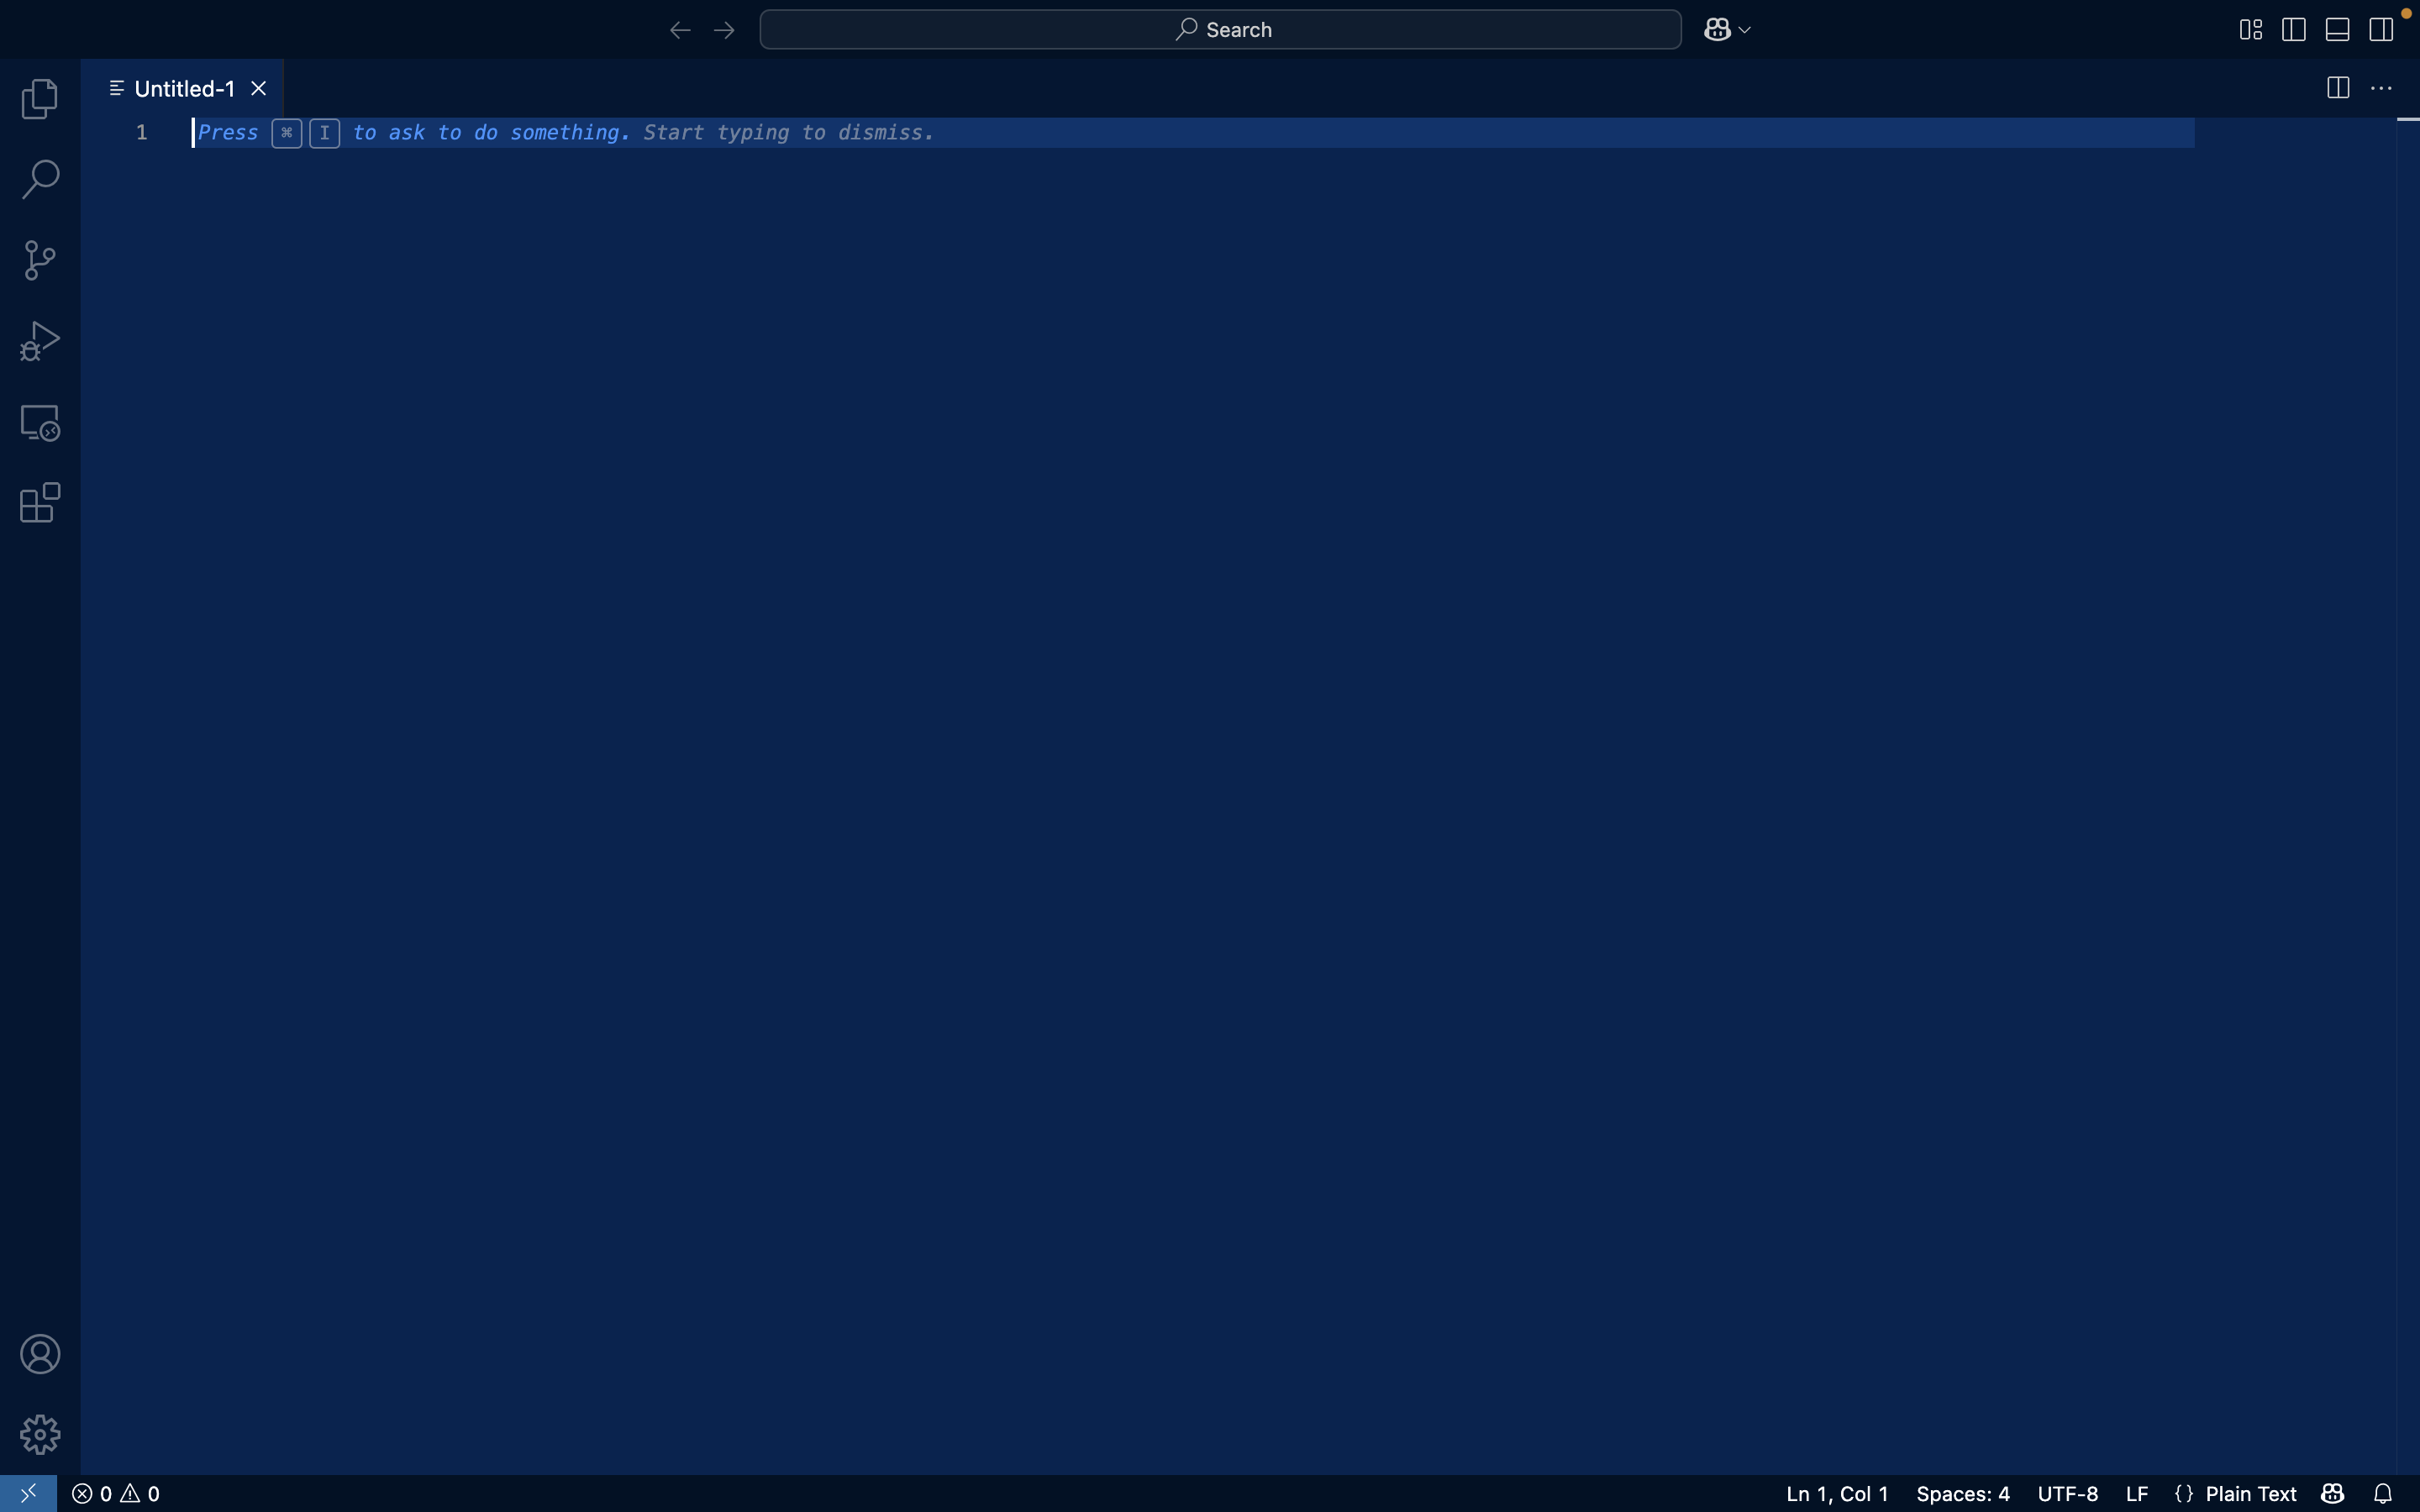 Search
Untitled-1
1 Press ⌘ I to ask to do something. Start typing to dismiss.
0 0 Ln 1, Col 1 Spaces: 4 UTF-8 LF {} Plain Text